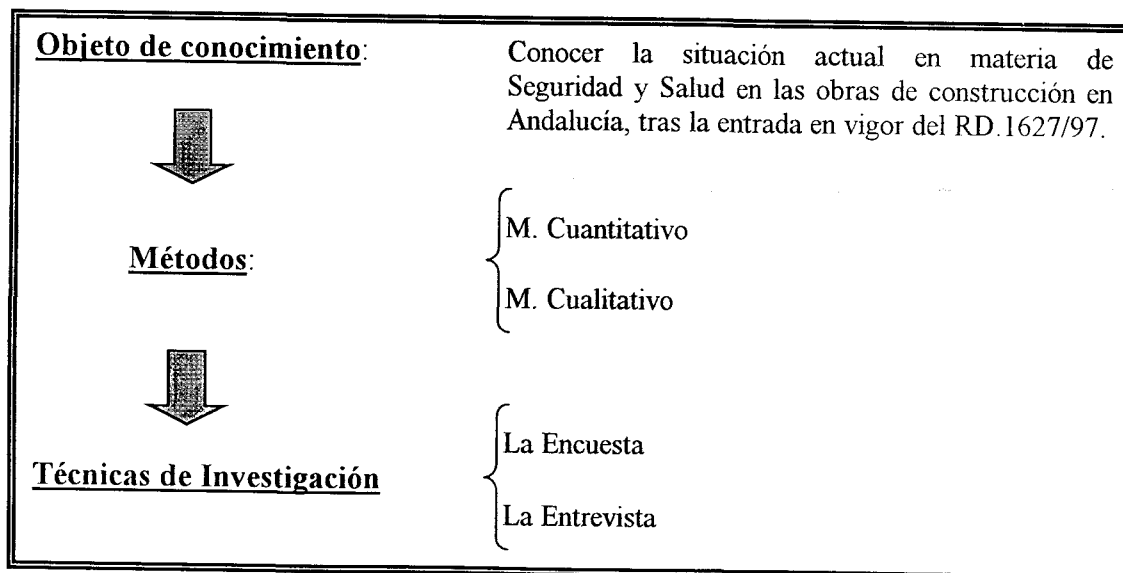 Objeto de conocimiento:
Conocer la situación actual en materia de
Seguridad y Salud en las obras de construcción en
Andalucía, tras la entrada en vigor del RD.1627/97.
Métodos:
M. Cuantitativo
M. Cualitativo
Técnicas de Investigación
La Encuesta
La Entrevista